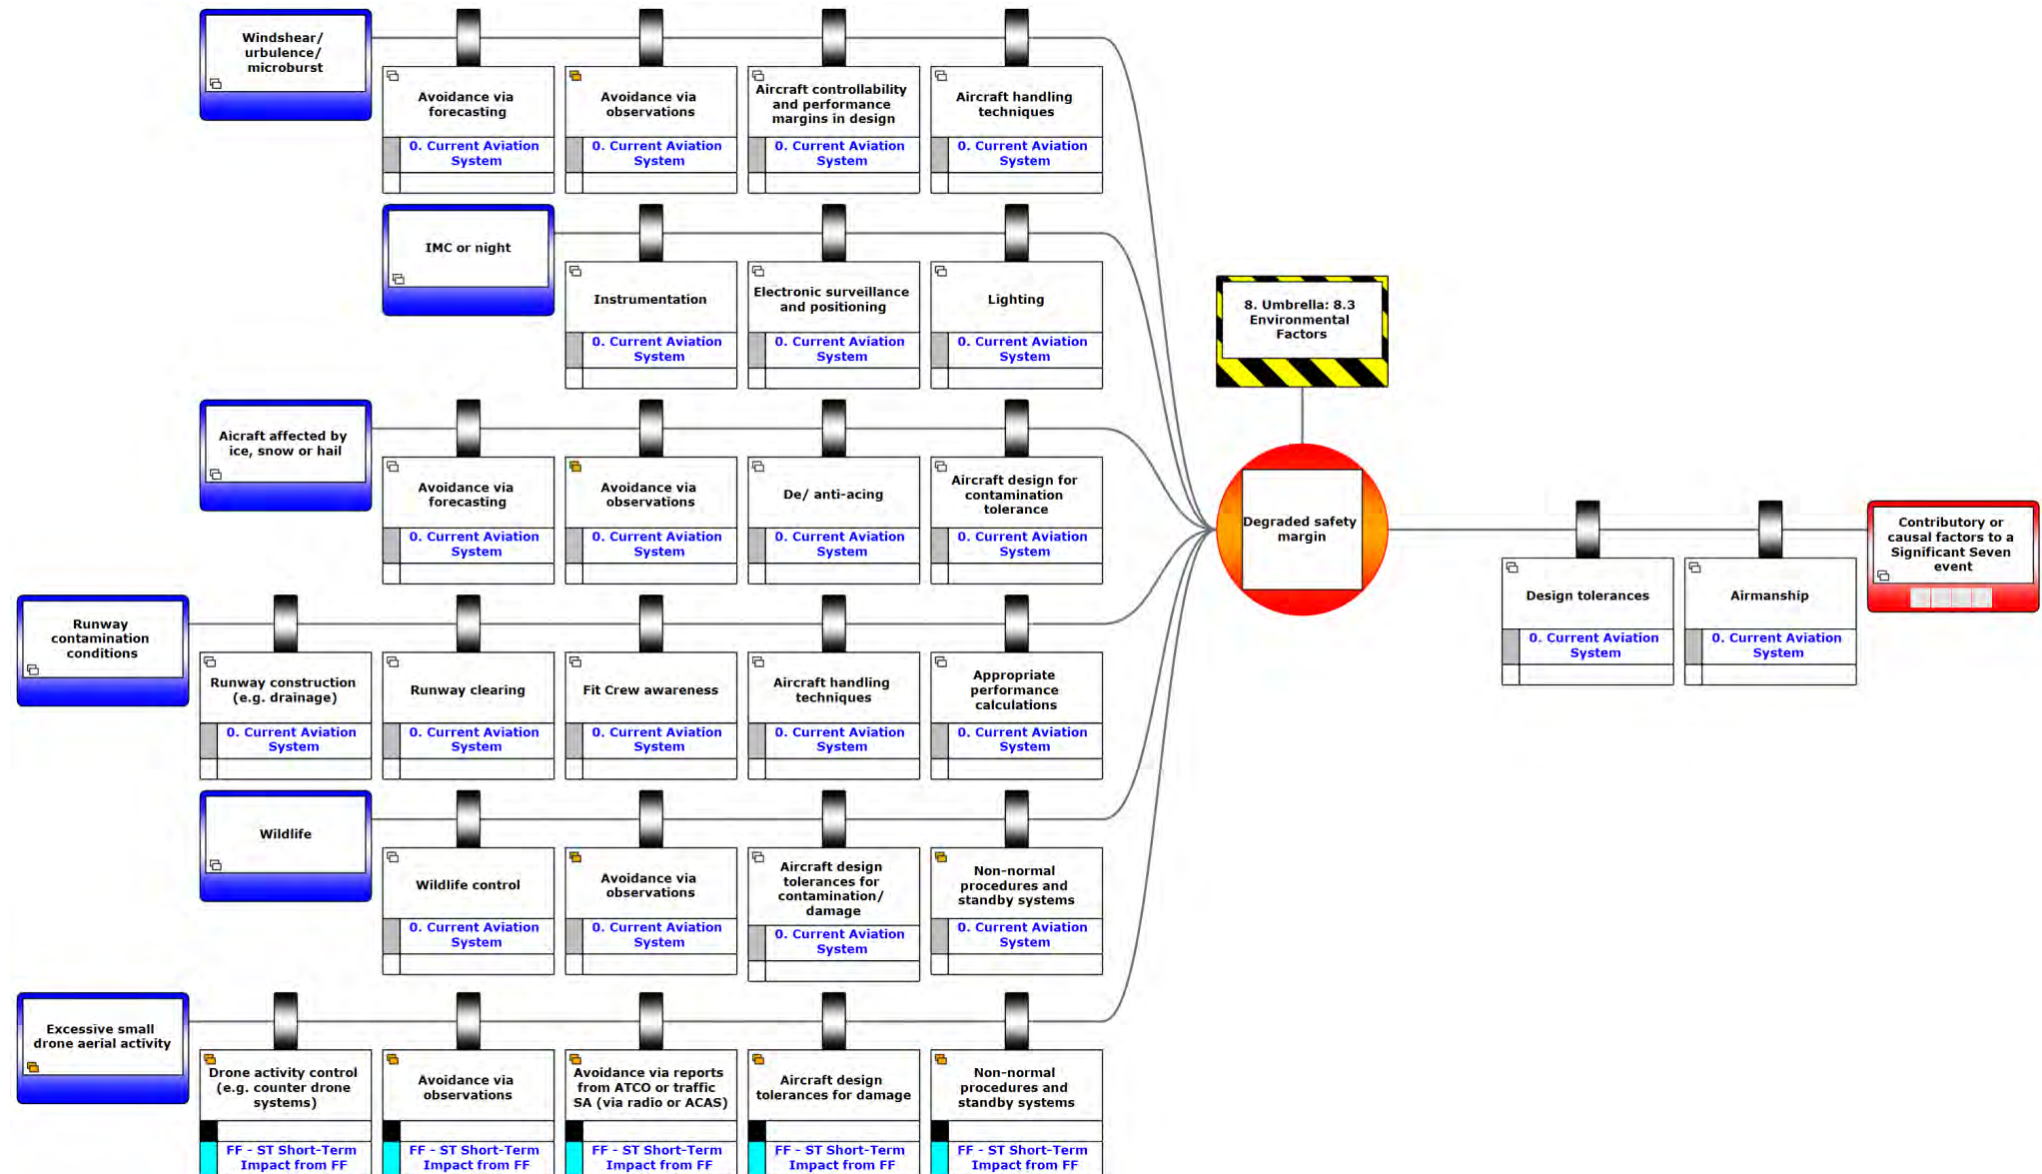 Windshear/
urbulence/
microburst
Avoidance via
forecasting
0. Current Aviation
System
Avoidance via
observations
0. Current Aviation
System
Aircraft controllability
and performance
margins in design
0. Current Aviation
System
Aircraft handling
techniques
0. Current Aviation
System
IMC or night
Instrumentation
0. Current Aviation
System
Electronic surveillance
and positioning
0. Current Aviation
System
Lighting
0. Current Aviation
System
8. Umbrella: 8.3
Environmental
Factors
Aicraft affected by
ice, snow or hail
Avoidance via
forecasting
0. Current Aviation
System
Avoidance via
observations
0. Current Aviation
System
De/ anti-acing
0. Current Aviation
System
Aircraft design for
contamination
tolerance
0. Current Aviation
System
Degraded safety
margin
Design tolerances
0. Current Aviation
System
Airmanship
0. Current Aviation
System
Contributory or
causal factors to a
Significant Seven
event
Runway
contamination
conditions
Runway construction
(e.g. drainage)
0. Current Aviation
System
Runway clearing
0. Current Aviation
System
Fit Crew awareness
0. Current Aviation
System
Aircraft handling
techniques
0. Current Aviation
System
Appropriate
performance
calculations
0. Current Aviation
System
Wildlife
Wildlife control
0. Current Aviation
System
Avoidance via
observations
0. Current Aviation
System
Aircraft design
tolerances for
contamination/
damage
0. Current Aviation
System
Non-normal
procedures and
standby systems
0. Current Aviation
System
Excessive small
drone aerial activity
Drone activity control
(e.g. counter drone
systems)
FF - ST Short-Term
Impact from FF
Avoidance via
observations
FF - ST Short-Term
Impact from FF
Avoidance via reports
from ATCO or traffic
SA (via radio or ACAS)
FF - ST Short-Term
Impact from FF
Aircraft design
tolerances for damage
FF - ST Short-Term
Impact from FF
Non-normal
procedures and
standby systems
FF - ST Short-Term
Impact from FF